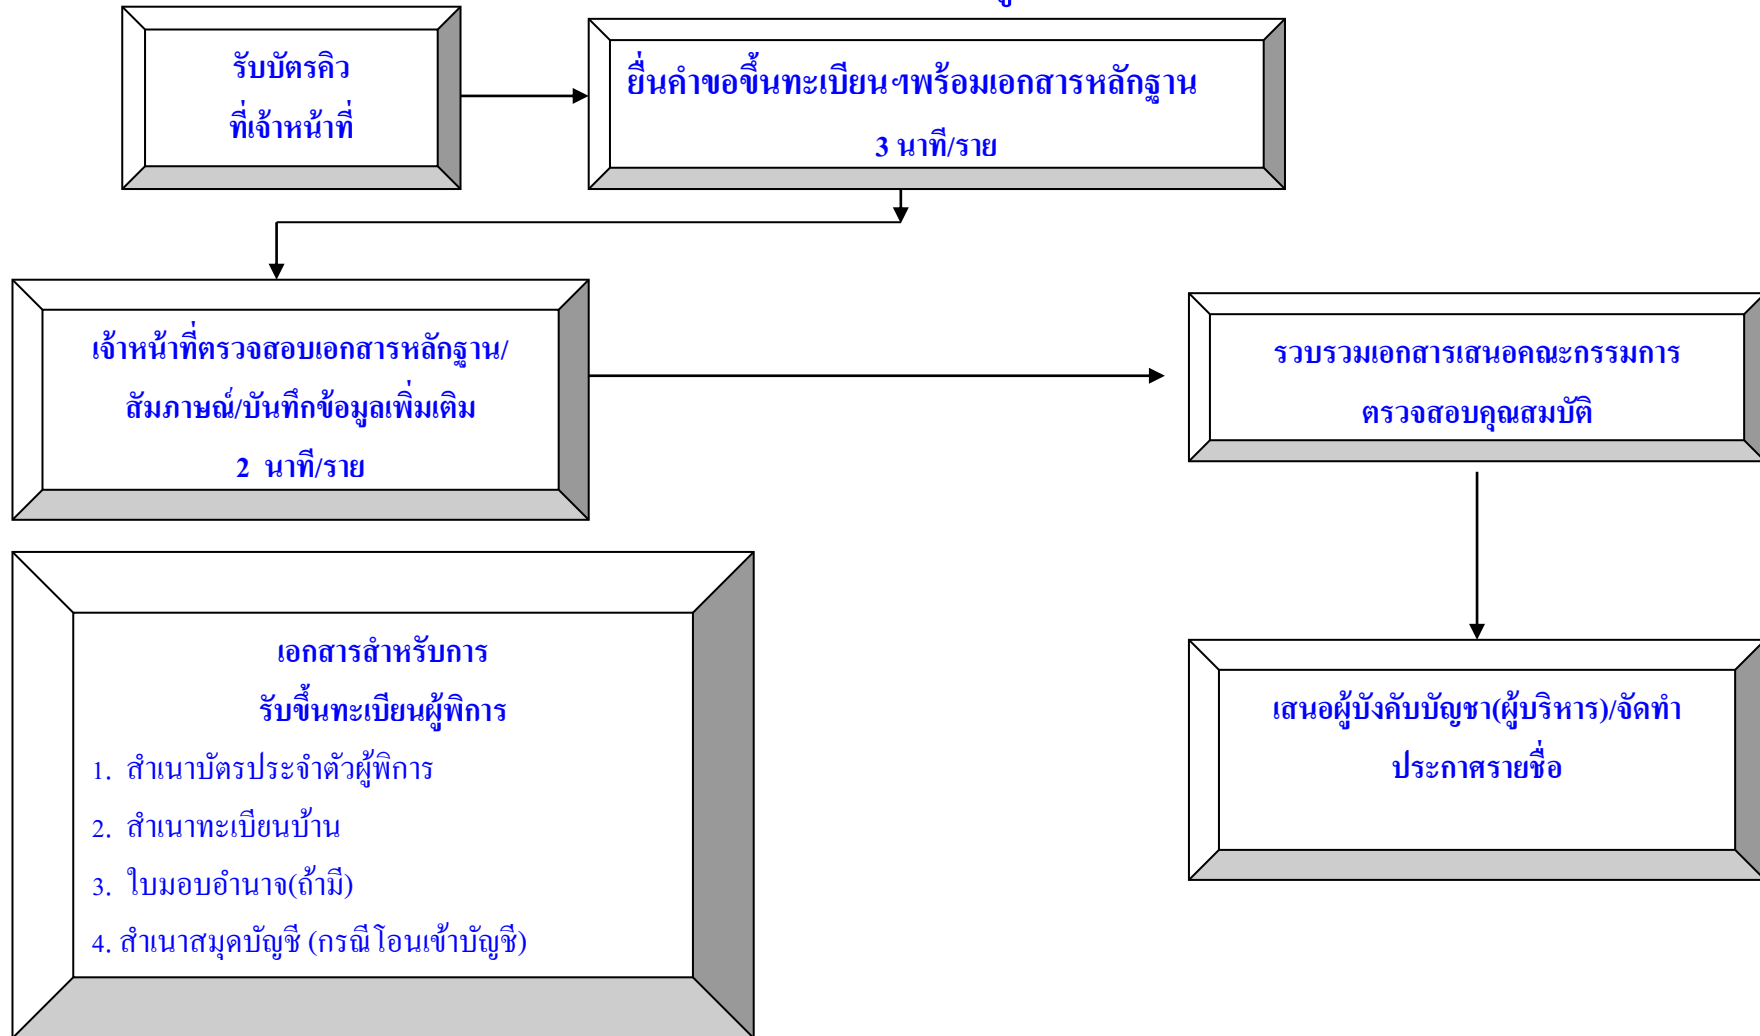 รับบัตรคิว
ที่เจ้าหน้าที่
ยื่นคำขอขึ้นทะเบียนฯพร้อมเอกสารหลักฐาน
3 นาที/ราย
เจ้าหน้าที่ตรวจสอบเอกสารหลักฐาน/
สัมภาษณ์/บันทึกข้อมูลเพิ่มเติม
2 นาที/ราย
รวบรวมเอกสารเสนอคณะกรรมการ
ตรวจสอบคุณสมบัติ
เสนอผู้บังคับบัญชา(ผู้บริหาร)/จัดทำ
ประกาศรายชื่อ
เอกสารสำหรับการ
รับขึ้นทะเบียนผู้พิการ
1. สำเนาบัตรประจำตัวผู้พิการ
2. สำเนาทะเบียนบ้าน
3. ใบมอบอำนาจ(ถ้ามี)
4. สำเนาสมุดบัญชี (กรณีโอนเข้าบัญชี)